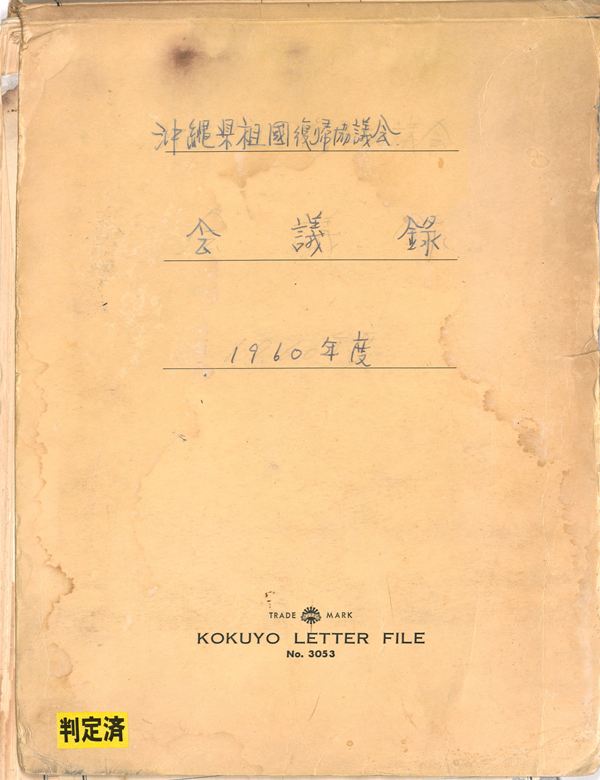 沖縄県祖國復帰協議会
会議録
1960年度
TRADE MARK
KOKUYO LETTER FILE
No. 3053
判定済